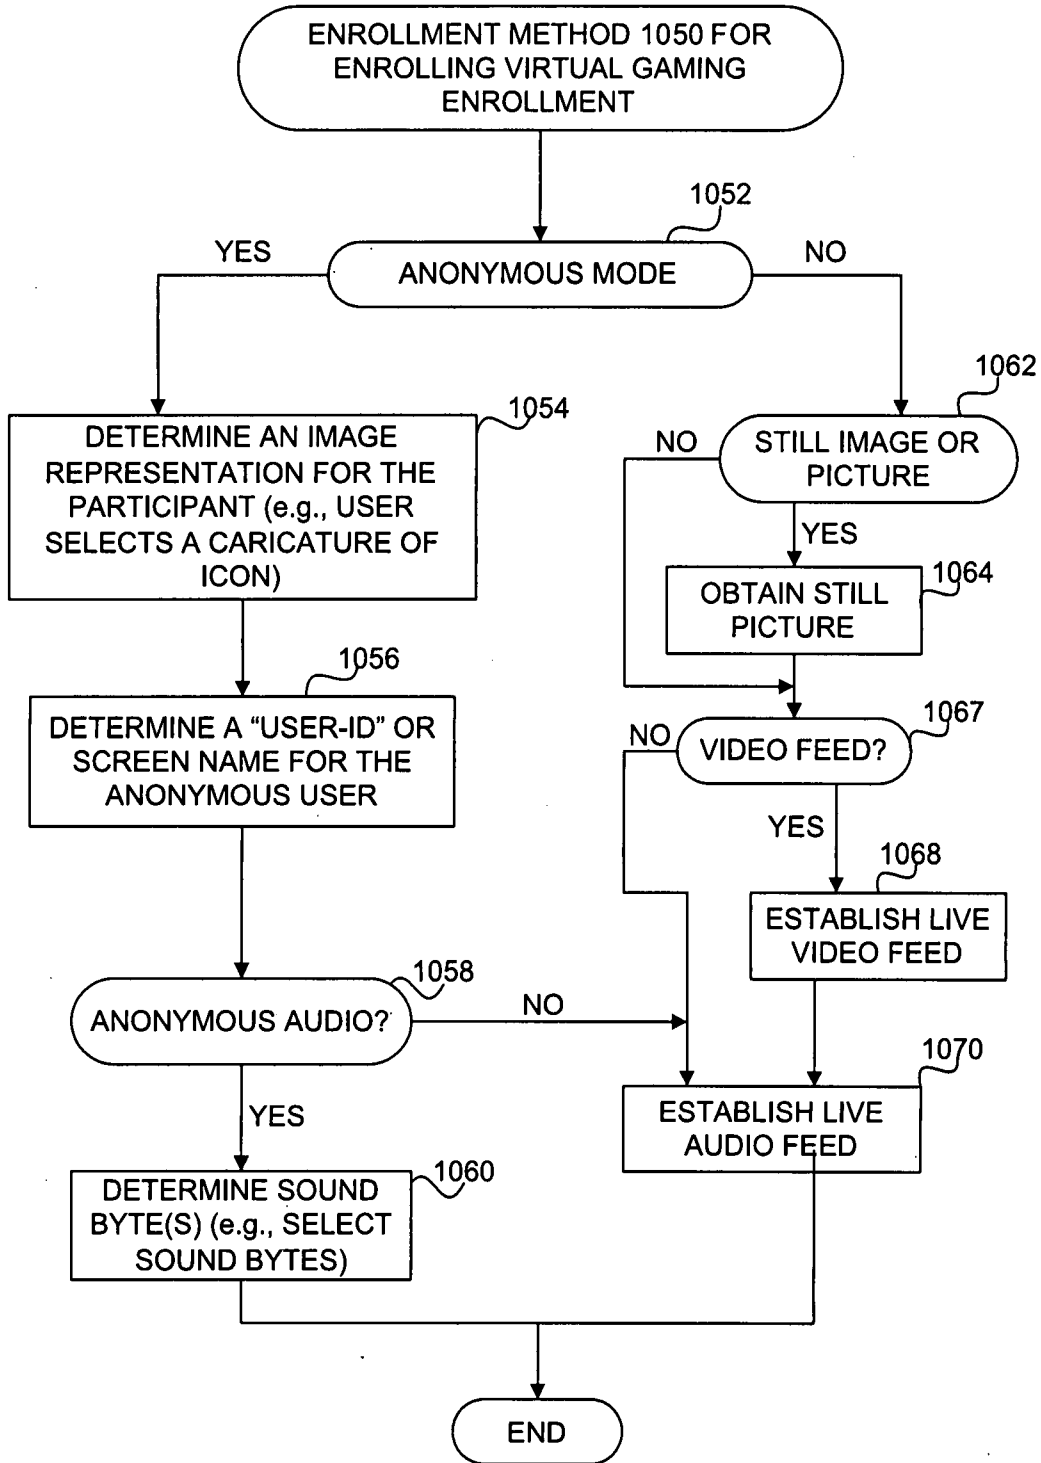 ENROLLMENT METHOD 1050 FOR
ENROLLING VIRTUAL GAMING
ENROLLMENT
1052
YES
NO
ANONYMOUS MODE
1062
1054
DETERMINE AN IMAGE
REPRESENTATION FOR THE
PARTICIPANT (e.g., USER
SELECTS A CARICATURE OF
ICON)
NO
STILL IMAGE OR
PICTURE
YES
1064
OBTAIN STILL
PICTURE
1056
DETERMINE A "USER-ID" OR
SCREEN NAME FOR THE
ANONYMOUS USER
1067
NO
VIDEO FEED?
YES
1068
ESTABLISH LIVE
VIDEO FEED
1058
ANONYMOUS AUDIO?
NO
1070
ESTABLISH LIVE
AUDIO FEED
YES
1060
DETERMINE SOUND
BYTE(S) (e.g., SELECT
SOUND BYTES)
END